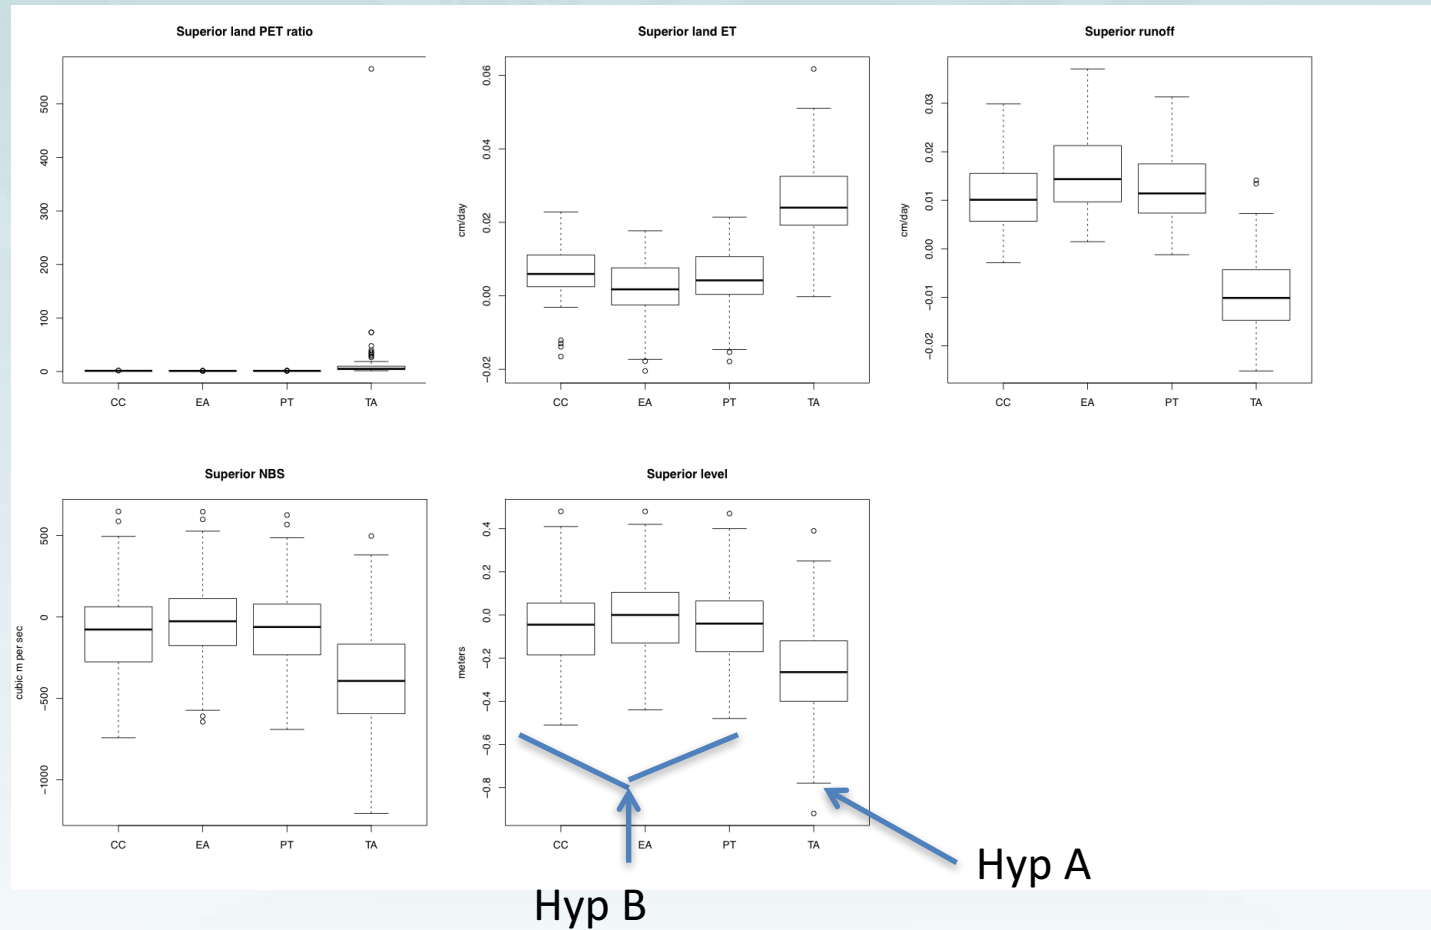 Superior land PET ratio
500
400
300
200
100
0
CC EA PT TA
Superior land ET
cm/day
0.06
0.04
0.02
0.00
−0.02
CC EA PT TA
Superior runoff
cm/day
0.03
0.02
0.01
0.00
−0.01
−0.02
CC EA PT TA
Superior NBS
cubic m per sec
500
0
−500
−1000
CC EA PT TA
Superior level
meters
0.4
0.2
0.0
−0.2
−0.4
−0.6
−0.8
CC EA PT TA
Hyp A
Hyp B